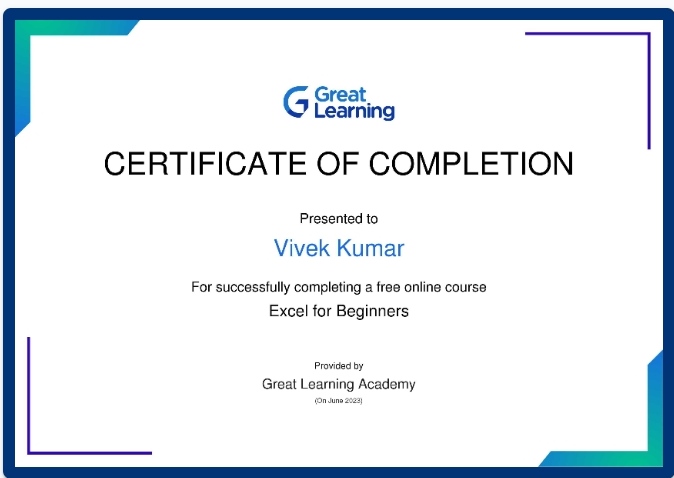 Great
Learning
CERTIFICATE OF COMPLETION
Presented to
Vivek Kumar
For successfully completing a free online course
Excel for Beginners
Provided by
Great Learning Academy
(On June 2023)